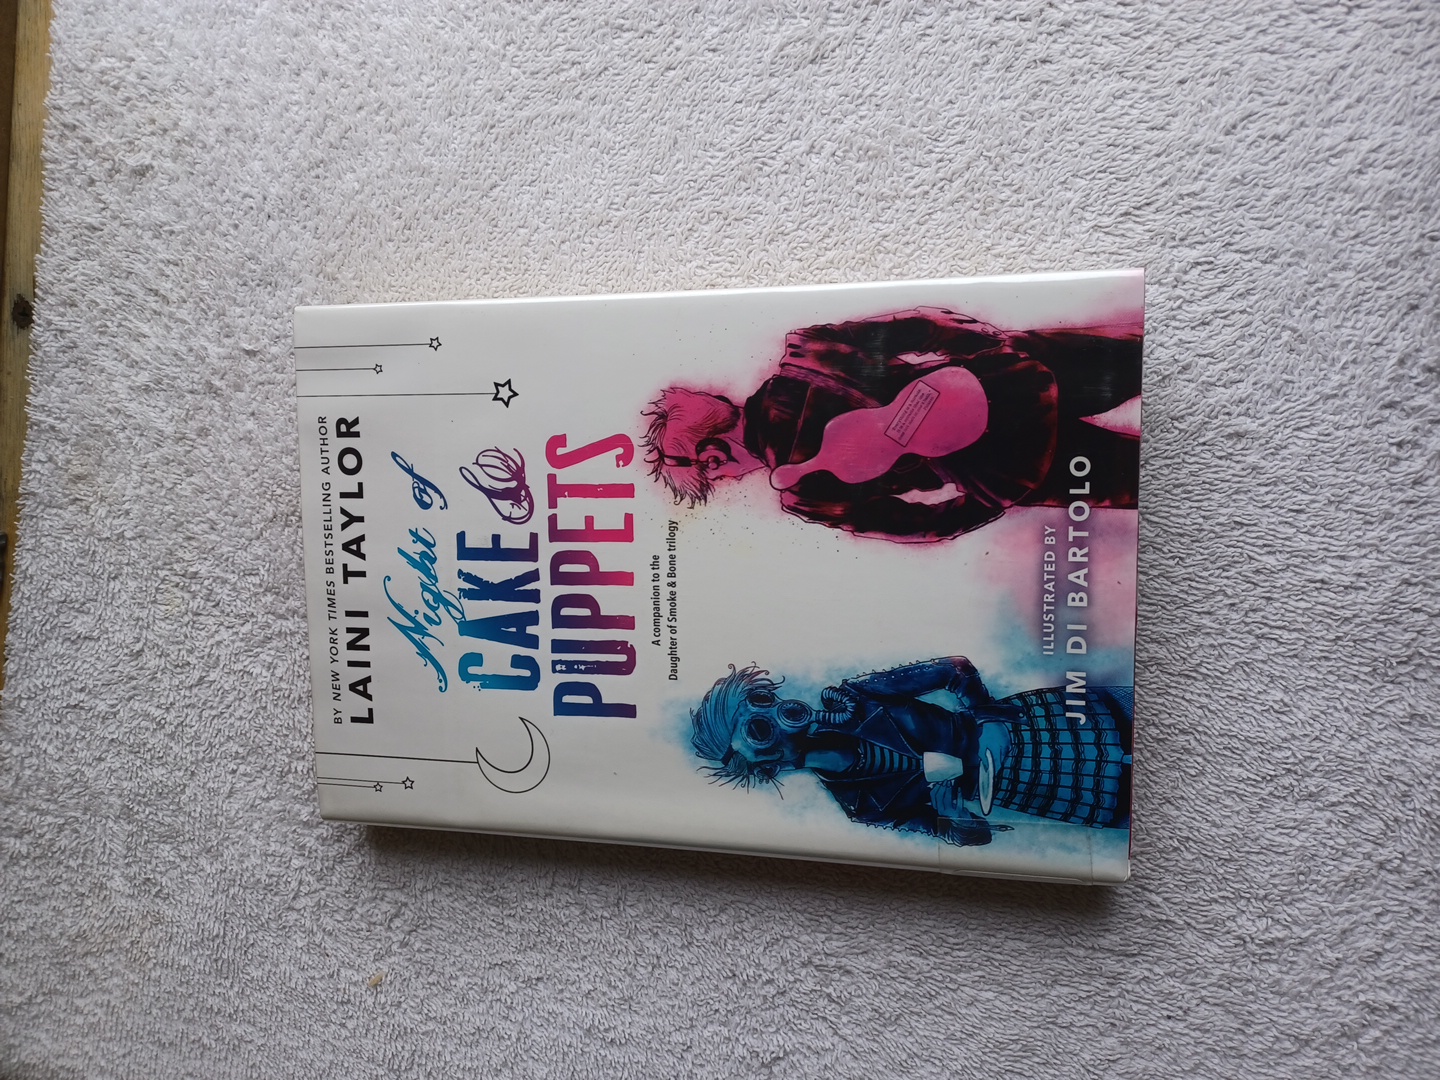 BY NEW YORK TIMES BESTSELLING AUTHOR
LAINI TAYLOR
Night of
CAKE &
PUPPETS
A companion to the
Daughter of Smoke & Bone trilogy
ILLUSTRATED BY
JIM DI BARTOLO